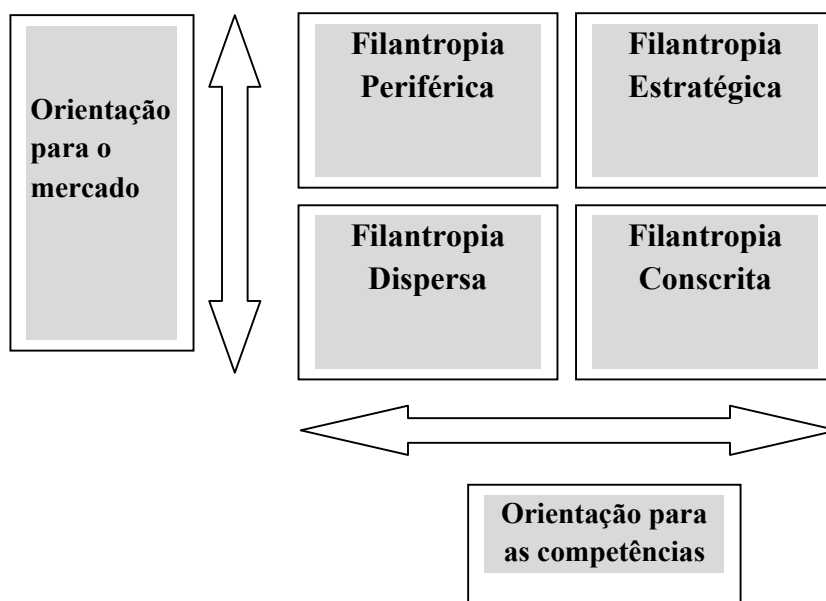 Orientação
para o
mercado
Filantropia
Periférica
Filantropia
Estratégica
Filantropia
Dispersa
Filantropia
Conscrita
Orientação para
as competências